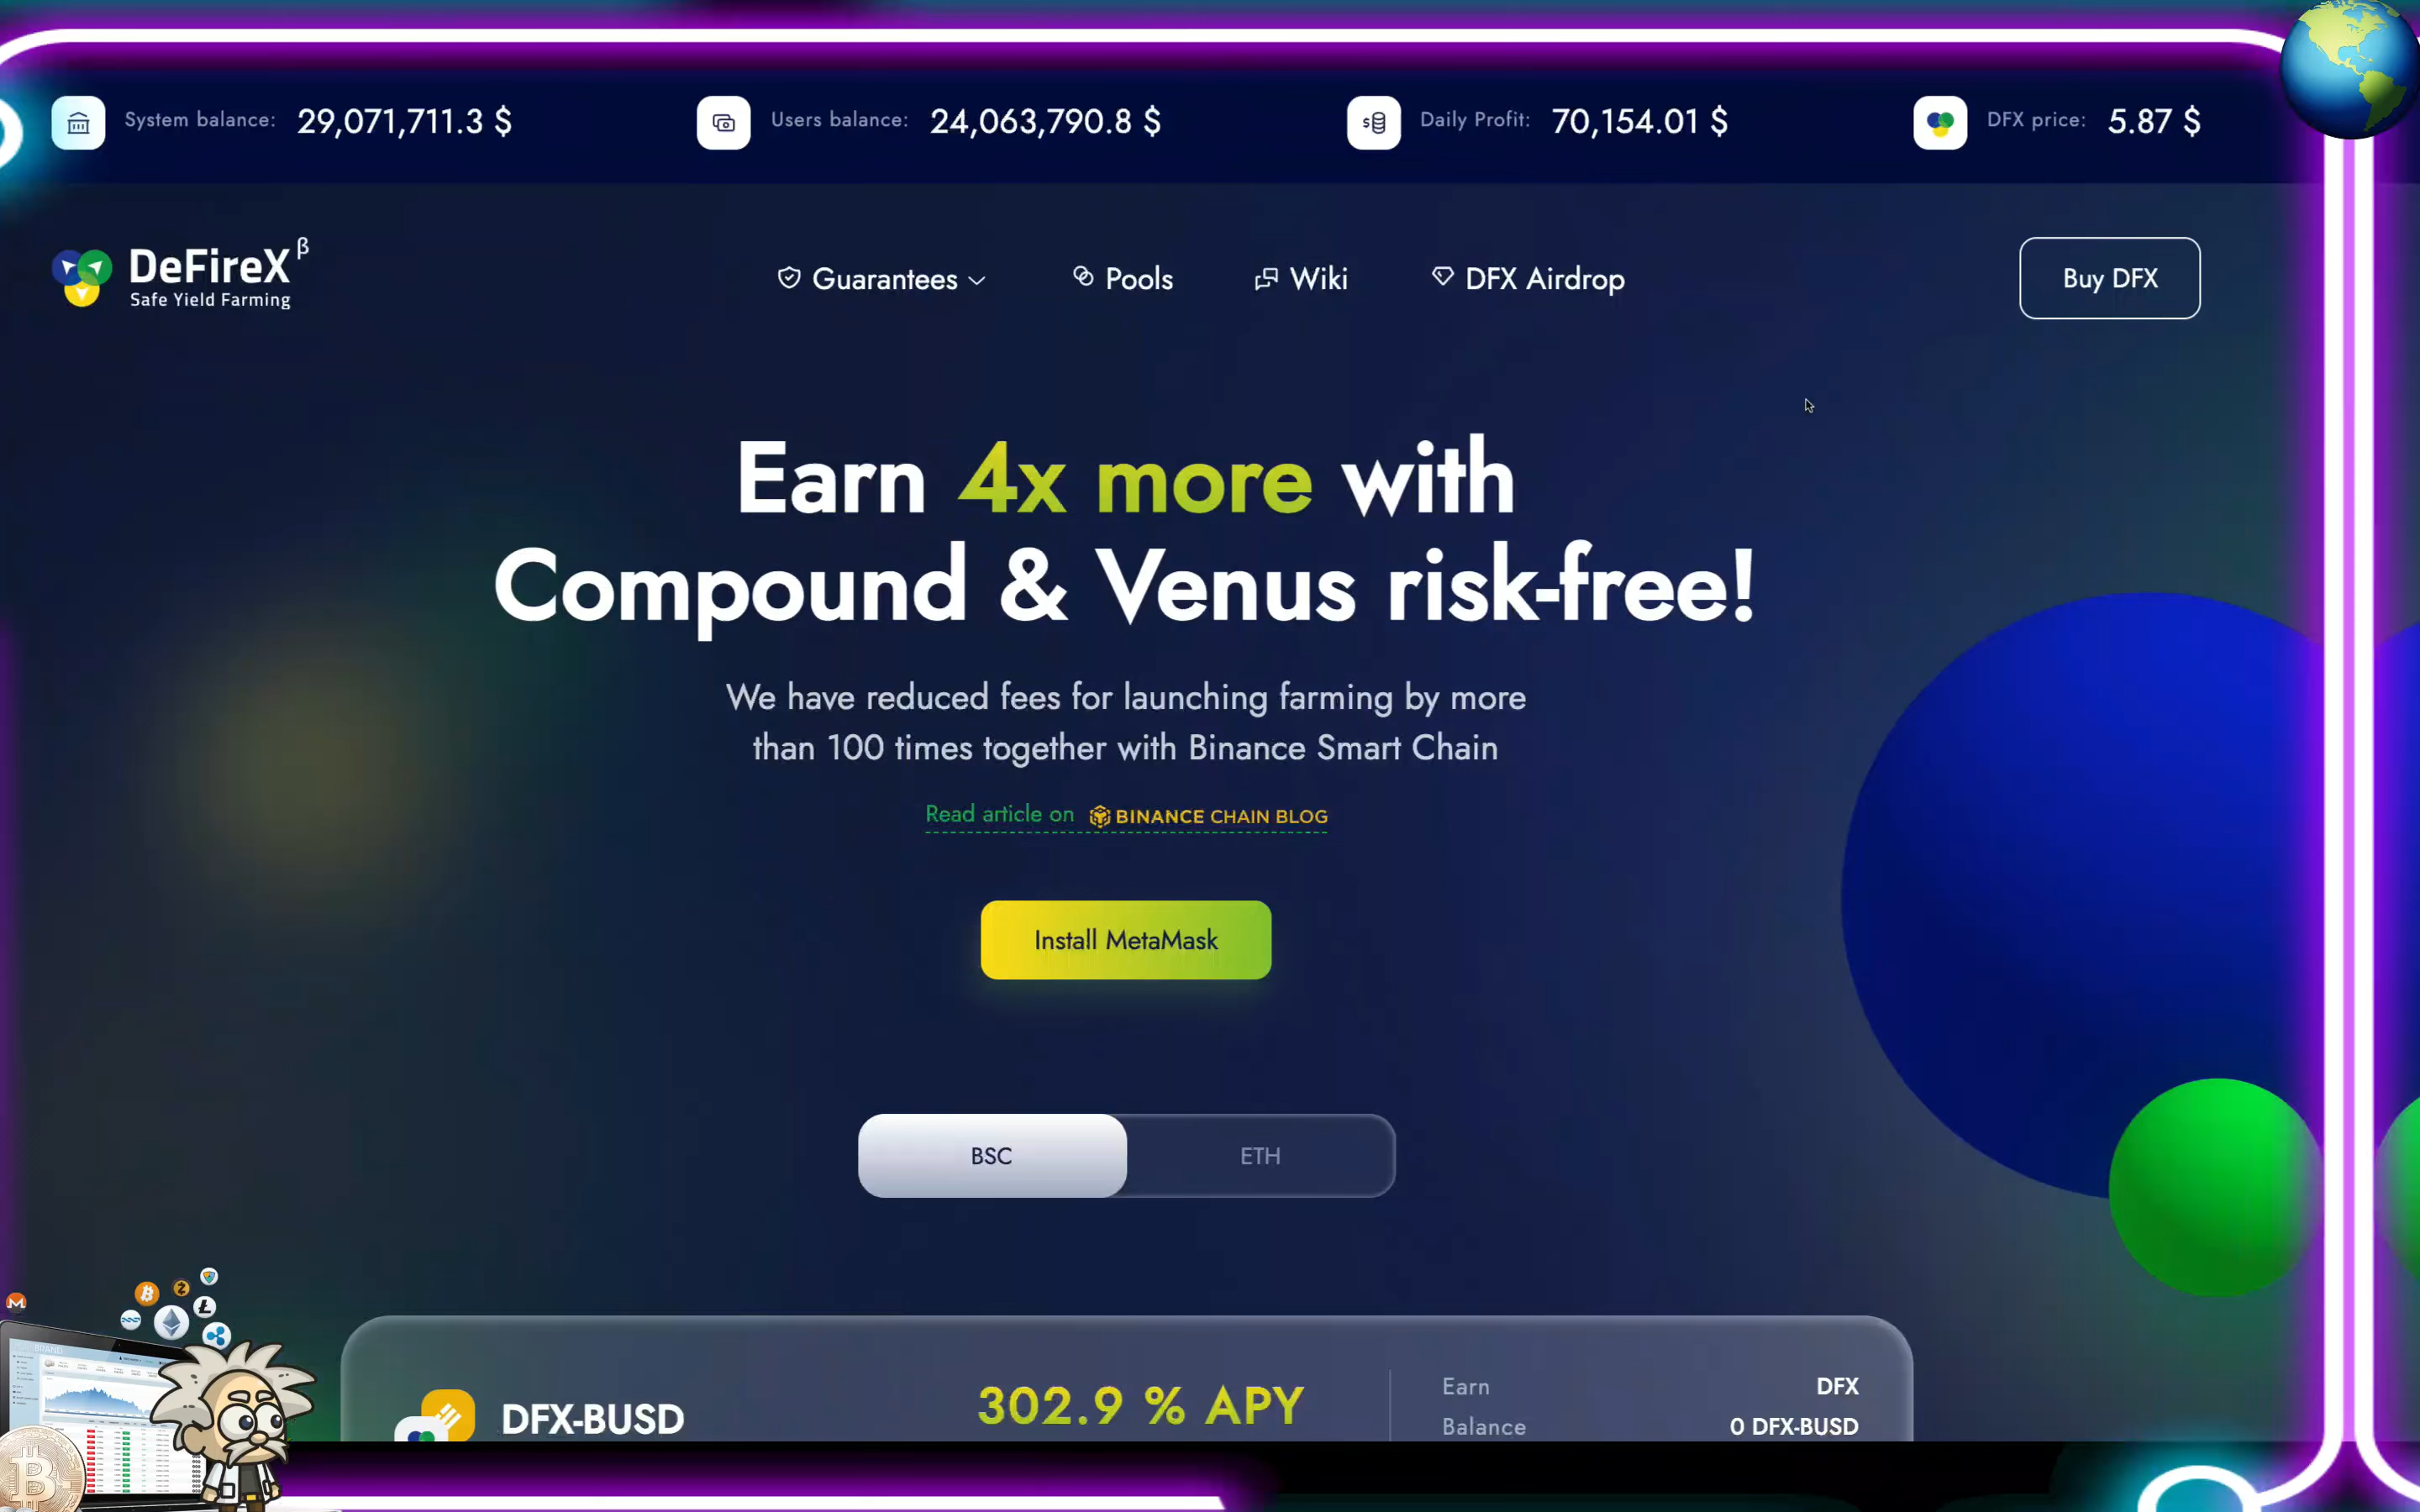 System balance: 29,071,711.3 $
Users balance: 24,063,790.8 $
Daily Profit: 70,154.01 $
DFX price: 5.87 $
DeFireX β
Safe Yield Farming
Guarantees
Pools
Wiki
DFX Airdrop
Buy DFX
Earn 4x more with
Compound & Venus risk-free!
We have reduced fees for launching farming by more
than 100 times together with Binance Smart Chain
Read article on BINANCE CHAIN BLOG
Install MetaMask
BSC
ETH
DFX-BUSD
302.9 % APY
Earn DFX
Balance 0 DFX-BUSD